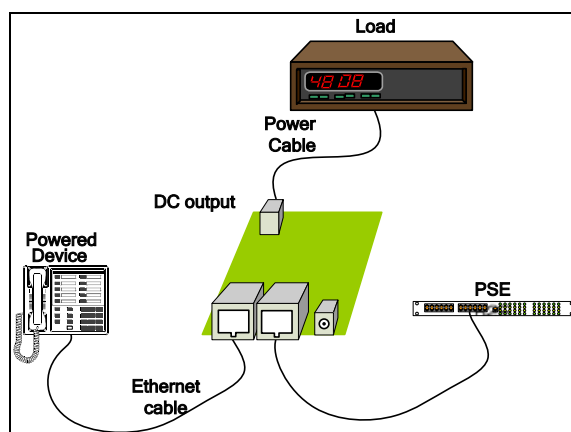 Load
48 08
Power
Cable
DC output
Powered
Device
PSE
Ethernet
cable